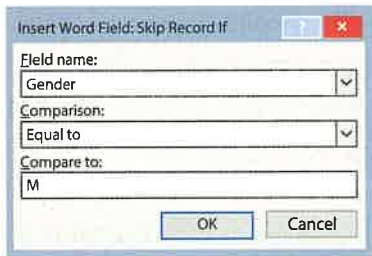 Insert Word Field: Skip Record If
Field name:
Gender
Comparison:
Equal to
Compare to:
M
OK Cancel